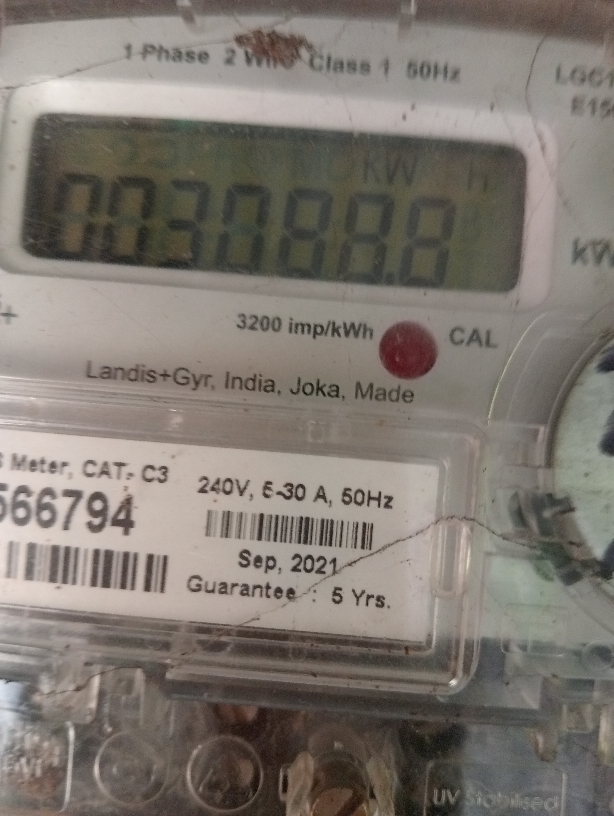 1 Phase 2 Wire Class 1 50Hz
KW H
003088.8
3200 imp/kWh CAL
Landis+Gyr, India, Joka, Made
Meter, CAT- C3
566794
240V, 5-30 A, 50Hz
Sep, 2021
Guarantee : 5 Yrs.
UV Stabilised